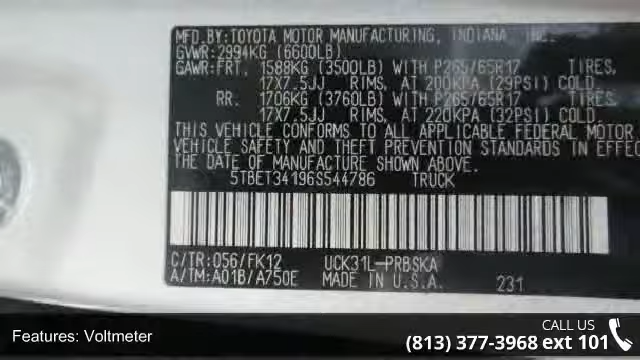 MFD.BY:TOYOTA MOTOR MANUFACTURING, INDIANA, INC.
GVWR:2994KG (6600LB)
GAWR:FRT. 1588KG (3500LB) WITH P265/65R17 TIRES,
17X7.5JJ RIMS, AT 200KPA (29PSI) COLD.
RR. 1706KG (3760LB) WITH P265/65R17 TIRES,
17X7.5JJ RIMS, AT 220KPA (32PSI) COLD.
THIS VEHICLE CONFORMS TO ALL APPLICABLE FEDERAL MOTOR
VEHICLE SAFETY AND THEFT PREVENTION STANDARDS IN EFFEC
THE DATE OF MANUFACTURE SHOWN ABOVE.
5TBET34196S544786 TRUCK
C/TR:056/FK12 UCK31L-PRBSKA
A/TM:A01B/A750E MADE IN U.S.A. 231
CALL US
Features: Voltmeter (813) 377-3968 ext 101